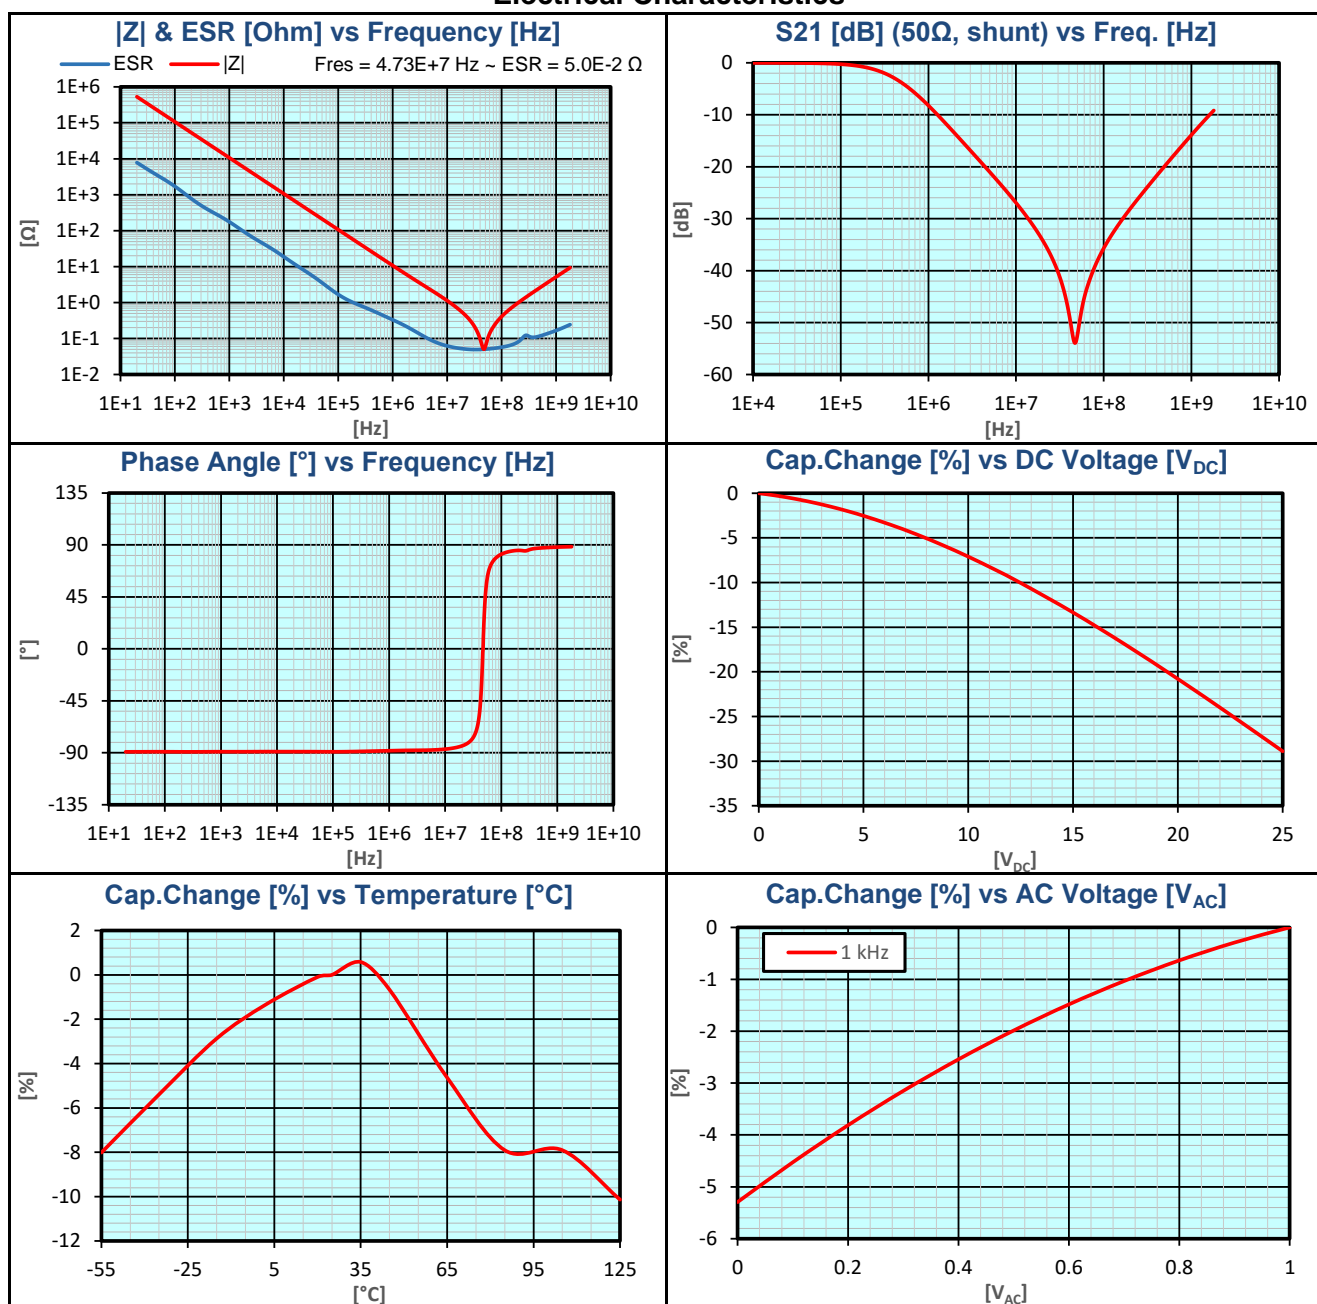 Electrical Characteristics
|Z| & ESR [Ohm] vs Frequency [Hz]
ESR |Z| Fres = 4.73E+7 Hz ~ ESR = 5.0E-2 Ω
1E+6
1E+5
1E+4
1E+3
1E+2
1E+1
1E+0
1E-1
1E-2
[Ω]
1E+1 1E+2 1E+3 1E+4 1E+5 1E+6 1E+7 1E+8 1E+9 1E+10
[Hz]
S21 [dB] (50Ω, shunt) vs Freq. [Hz]
0
-10
-20
-30
-40
-50
-60
[dB]
1E+4 1E+5 1E+6 1E+7 1E+8 1E+9 1E+10
[Hz]
Phase Angle [°] vs Frequency [Hz]
135
90
45
0
-45
-90
-135
[°]
1E+1 1E+2 1E+3 1E+4 1E+5 1E+6 1E+7 1E+8 1E+9 1E+10
[Hz]
Cap.Change [%] vs DC Voltage [VDC]
0
-5
-10
-15
-20
-25
-30
-35
[%]
0 5 10 15 20 25
[VDC]
Cap.Change [%] vs Temperature [°C]
2
0
-2
-4
-6
-8
-10
-12
[%]
-55 -25 5 35 65 95 125
[°C]
Cap.Change [%] vs AC Voltage [VAC]
1 kHz
0
-1
-2
-3
-4
-5
-6
[%]
0 0.2 0.4 0.6 0.8 1
[VAC]